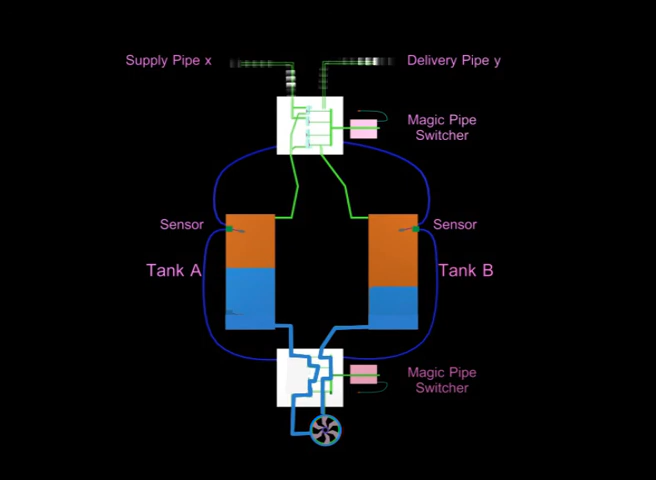 Supply Pipe x
Delivery Pipe y
Magic Pipe
Switcher
Sensor
Sensor
Tank A
Tank B
Magic Pipe
Switcher